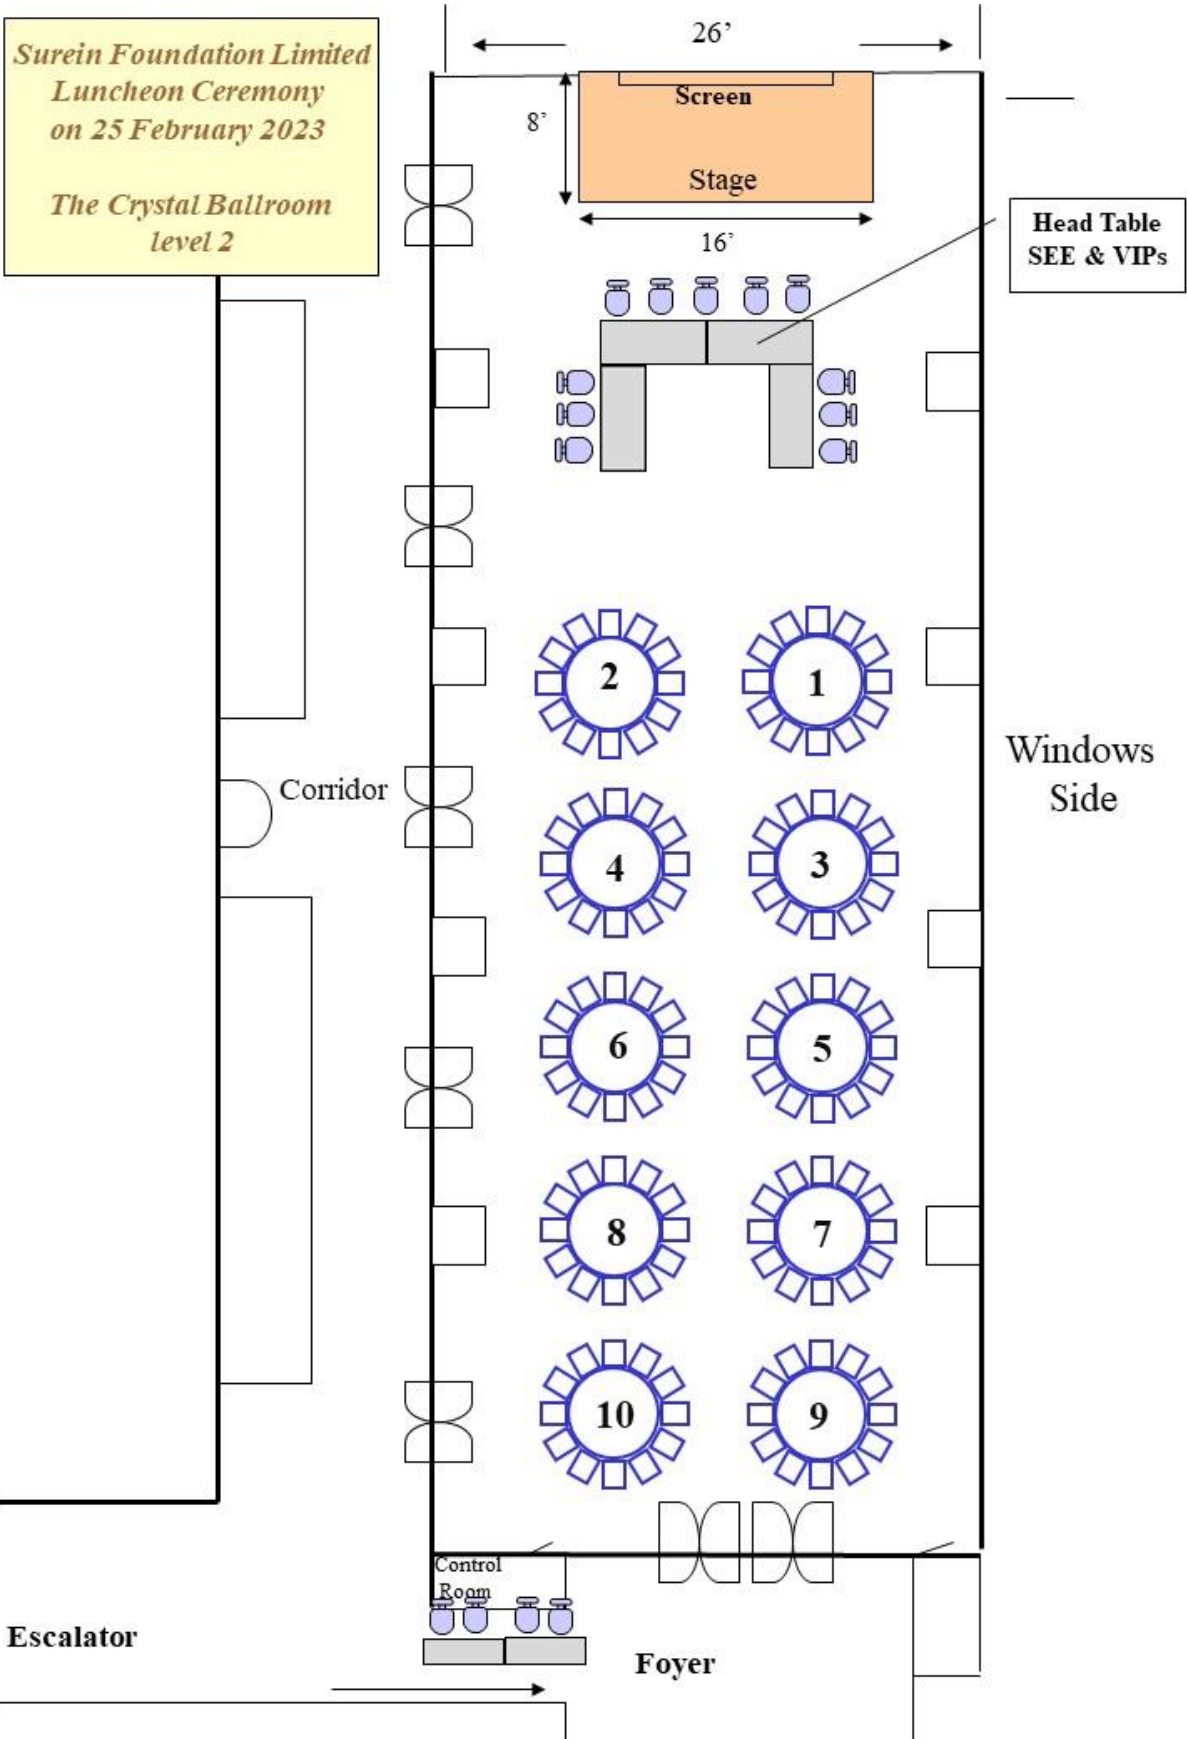 Surein Foundation Limited
Luncheon Ceremony
on 25 February 2023
The Crystal Ballroom
level 2
26’
Screen
8’
Stage
16’
Head Table
SEE & VIPs
2
1
Windows
Side
Corridor
4
3
6
5
8
7
10
9
Control
Room
Escalator
Foyer